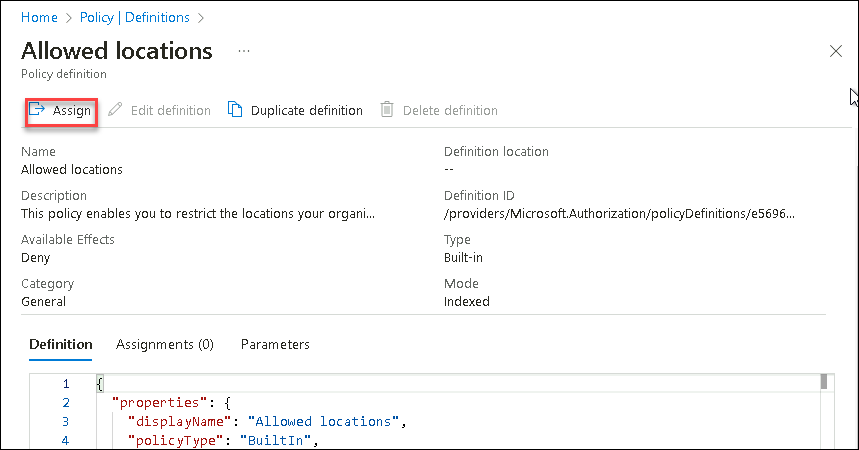 Home > Policy | Definitions >
Allowed locations ...
Policy definition
Assign Edit definition Duplicate definition Delete definition
Name Definition location
Allowed locations --
Description Definition ID
This policy enables you to restrict the locations your organi... /providers/Microsoft.Authorization/policyDefinitions/e5696...
Available Effects Type
Deny Built-in
Category Mode
General Indexed
Definition Assignments (0) Parameters
1 {
2 "properties": {
3 "displayName": "Allowed locations",
4 "policyType": "BuiltIn",